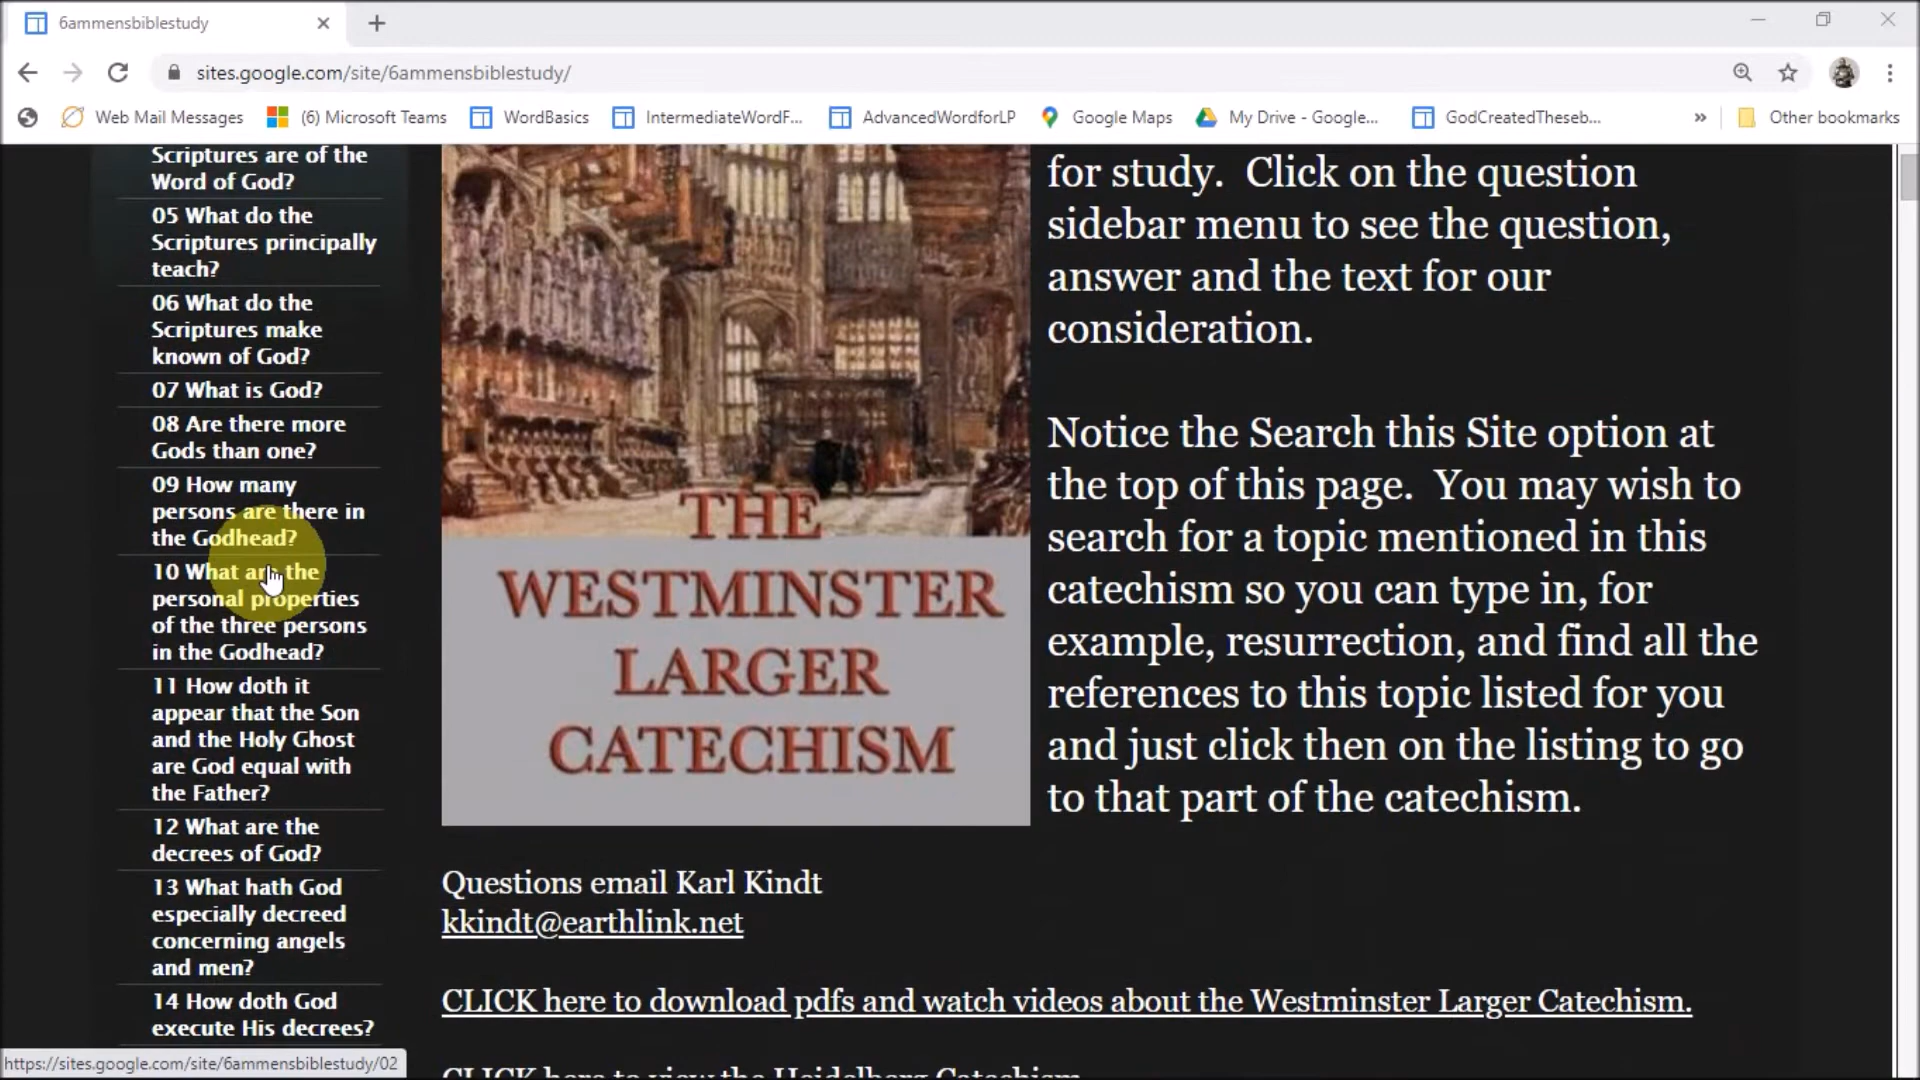 6ammensbiblestudy
sites.google.com/site/6ammensbiblestudy/
Web Mail Messages
(6) Microsoft Teams
WordBasics
IntermediateWordF...
AdvancedWordforLP
Google Maps
My Drive - Google...
GodCreatedTheseb...
»
Other bookmarks
Scriptures are of the
Word of God?
05 What do the
Scriptures principally
teach?
06 What do the
Scriptures make
known of God?
07 What is God?
08 Are there more
Gods than one?
09 How many
persons are there in
the Godhead?
10 What are the
personal properties
of the three persons
in the Godhead?
11 How doth it
appear that the Son
and the Holy Ghost
are God equal with
the Father?
12 What are the
decrees of God?
13 What hath God
especially decreed
concerning angels
and men?
14 How doth God
execute His decrees?
THE
WESTMINSTER
LARGER
CATECHISM
for study. Click on the question
sidebar menu to see the question,
answer and the text for our
consideration.
Notice the Search this Site option at
the top of this page. You may wish to
search for a topic mentioned in this
catechism so you can type in, for
example, resurrection, and find all the
references to this topic listed for you
and just click then on the listing to go
to that part of the catechism.
Questions email Karl Kindt
kkindt@earthlink.net
CLICK here to download pdfs and watch videos about the Westminster Larger Catechism.
CLICK here to view the Heidelberg Catechism
https://sites.google.com/site/6ammensbiblestudy/02